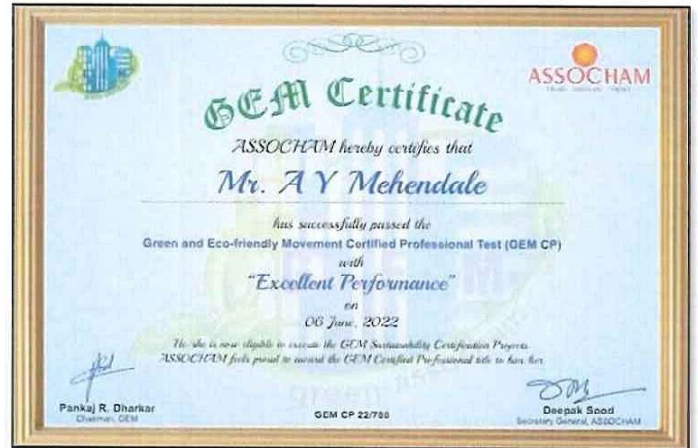 ASSOCHAM
GEM Certificate
ASSOCHAM hereby certifies that
Mr. A Y Mehendale
has successfully passed the
Green and Eco-friendly Movement Certified Professional Test (GEM CP)
with
"Excellent Performance"
on
06 June, 2022
He she is now eligible to execute the GEM Sustainability Certification Projects.
ASSOCHAM feels proud to award the GEM Certified Professional title to him her.
green
Pankaj R. Dharkar
Chairman, GEM
GEM CP 22/788
Deepak Sood
Secretary General, ASSOCHAM